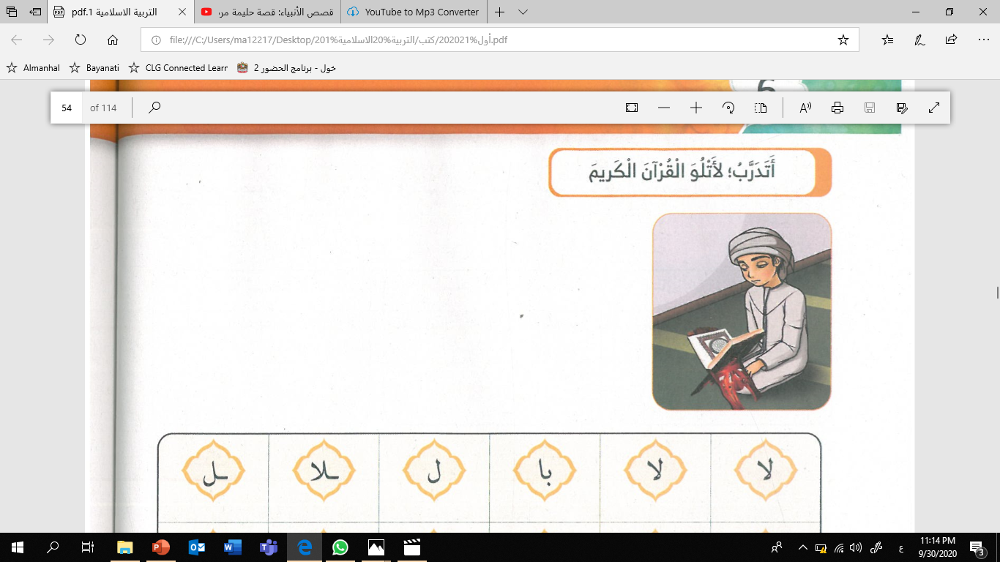 التربية الاسلامية 1.pdf
قصص الأنبياء: قصة حليمة مر
YouTube to Mp3 Converter
file:///C:/Users/ma12217/Desktop/201%كتب/التربية%20الاسلامية/202021%أول.pdf
Almanhal
Bayanati
CLG Connected Learr
خول - برنامج الحضور 2
6
54
of 114
أَتَدَرَّبُ؛ لأَتْلُوَ الْقُرْآنَ الْكَريمَ
لا لا با ل ـلا ـل
ع
11:14 PM
9/30/2020
3